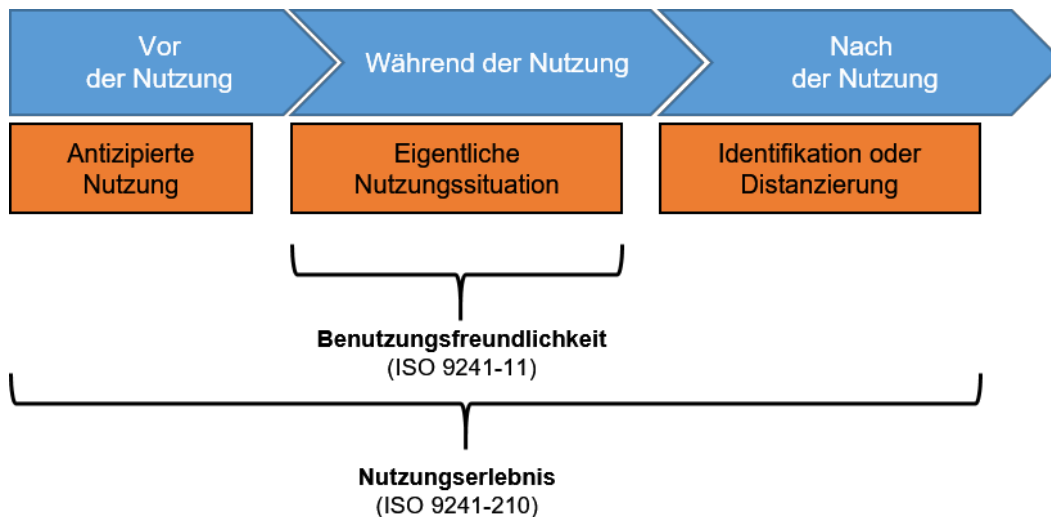 Vor
der Nutzung
Während der Nutzung
Nach
der Nutzung
Antizipierte
Nutzung
Eigentliche
Nutzungssituation
Identifikation oder
Distanzierung
Benutzungsfreundlichkeit
(ISO 9241-11)
Nutzungserlebnis
(ISO 9241-210)